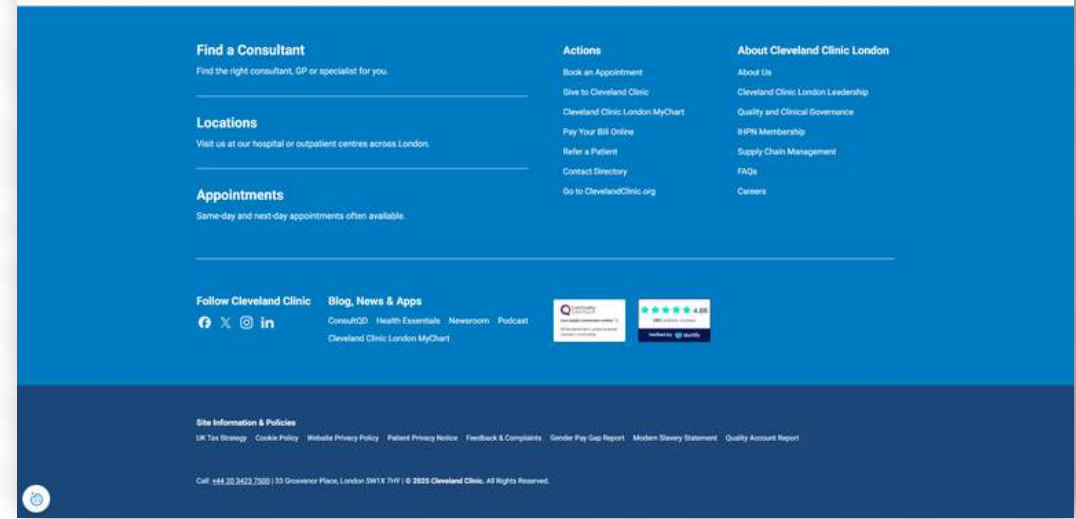 Find a Consultant
Find the right consultant, GP or specialist for you.
Locations
Visit us at our hospital or outpatient centres across London.
Appointments
Same-day and next-day appointments often available.
Actions
Book an Appointment
Give to Cleveland Clinic
Cleveland Clinic London MyChart
Pay Your Bill Online
Refer a Patient
Contact Directory
Go to ClevelandClinic.org
About Cleveland Clinic London
About Us
Cleveland Clinic London Leadership
Quality and Clinical Governance
IHPN Membership
Supply Chain Management
FAQs
Careers
Follow Cleveland Clinic
Blog, News & Apps
ConsultQD Health Essentials Newsroom Podcast
Cleveland Clinic London MyChart
4.86
Verified by doctify
Site Information & Policies
UK Tax Strategy Cookie Policy Website Privacy Policy Patient Privacy Notice Feedback & Complaints Gender Pay Gap Report Modern Slavery Statement Quality Account Report
Call: +44 20 3423 7500 | 33 Grosvenor Place, London SW1X 7HY | © 2025 Cleveland Clinic. All Rights Reserved.